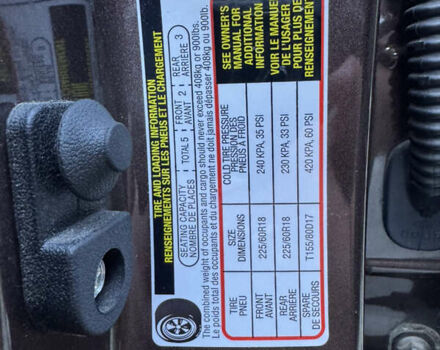 TIRE AND LOADING INFORMATION
RENSEIGNEMENTS SUR LES PNEUS ET LE CHARGEMENT
SEATING CAPACITY TOTAL 5 FRONT 2 REAR 3
NOMBRE DE PLACES AVANT ARRIÈRE
The combined weight of occupants and cargo should never exceed 408kg or 900lbs.
Le poids total des occupants et du chargement ne doit jamais dépasser 408kg ou 900lb.
TIRE SIZE COLD TIRE PRESSURE
PNEU DIMENSIONS PRESSION DES
PNEUS À FROID
FRONT 225/60R18 240 KPA, 35 PSI
AVANT
REAR 225/60R18 230 KPA, 33 PSI
ARRIERE
SPARE T155/80D17 420 KPA, 60 PSI
DE SECOURS
SEE OWNER'S
MANUAL FOR
ADDITIONAL
INFORMATION
VOIR LE MANUEL
DE L'USAGER
POUR PLUS DE
RENSEIGNEMENTS